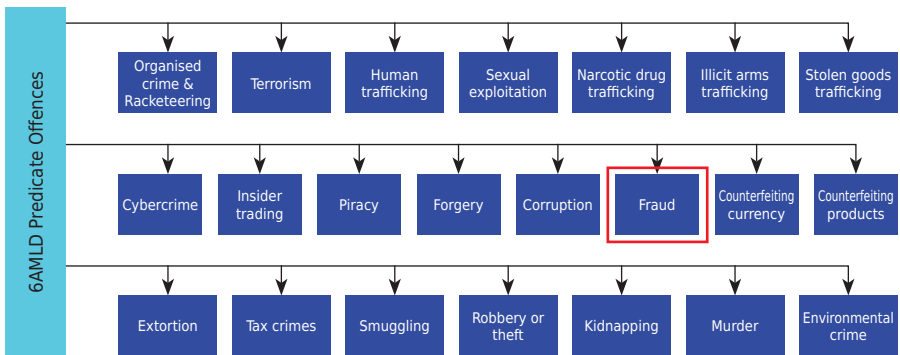 6AMLD Predicate Offences
Organised
crime &
Racketeering
Terrorism
Human
trafficking
Sexual
exploitation
Narcotic drug
trafficking
Illicit arms
trafficking
Stolen goods
trafficking
Cybercrime
Insider
trading
Piracy
Forgery
Corruption
Fraud
Counterfeiting
currency
Counterfeiting
products
Extortion
Tax crimes
Smuggling
Robbery or
theft
Kidnapping
Murder
Environmental
crime